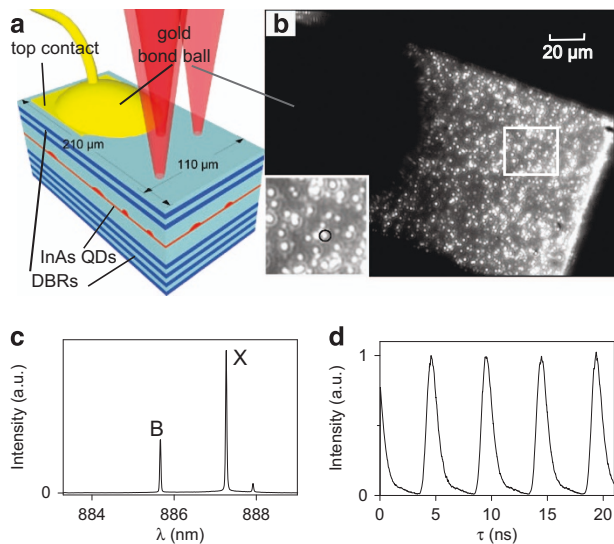 a
top contact
gold
bond ball
210 µm
110 µm
InAs QDs
DBRs
b
20 µm
c
Intensity (a.u.)
0
B
X
884
886
888
λ (nm)
d
Intensity (a.u.)
1
0
0
5
10
15
20
τ (ns)